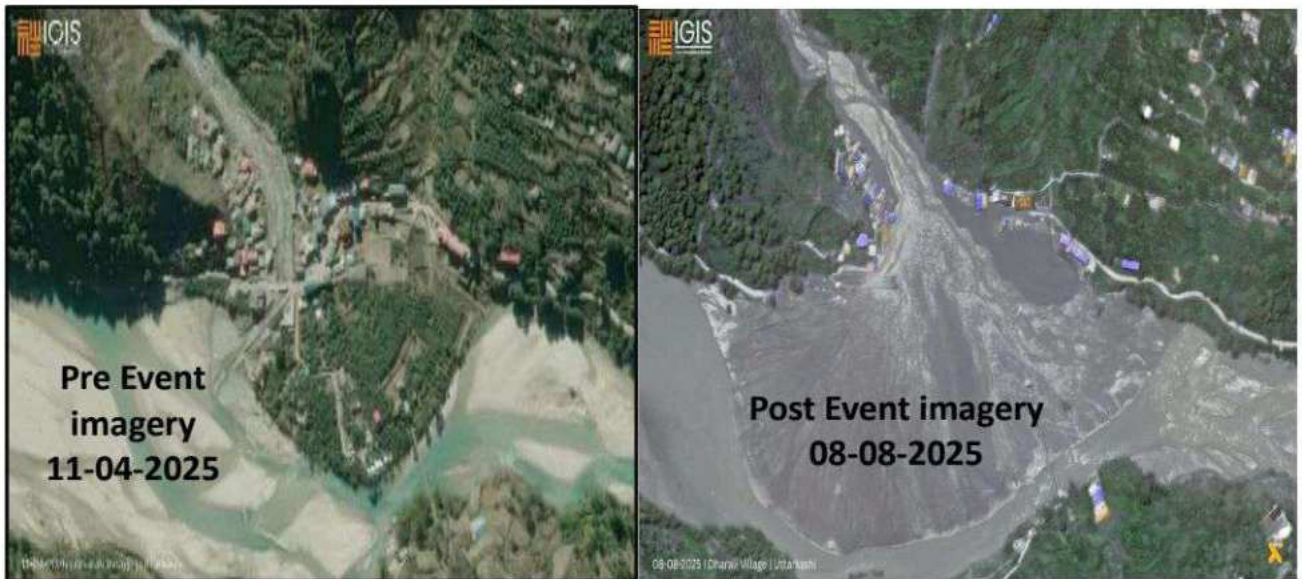 IGIS
Pre Event
imagery
11-04-2025
IGIS
Post Event imagery
08-08-2025
08-08-2025 | Dharali Village | Uttarkashi